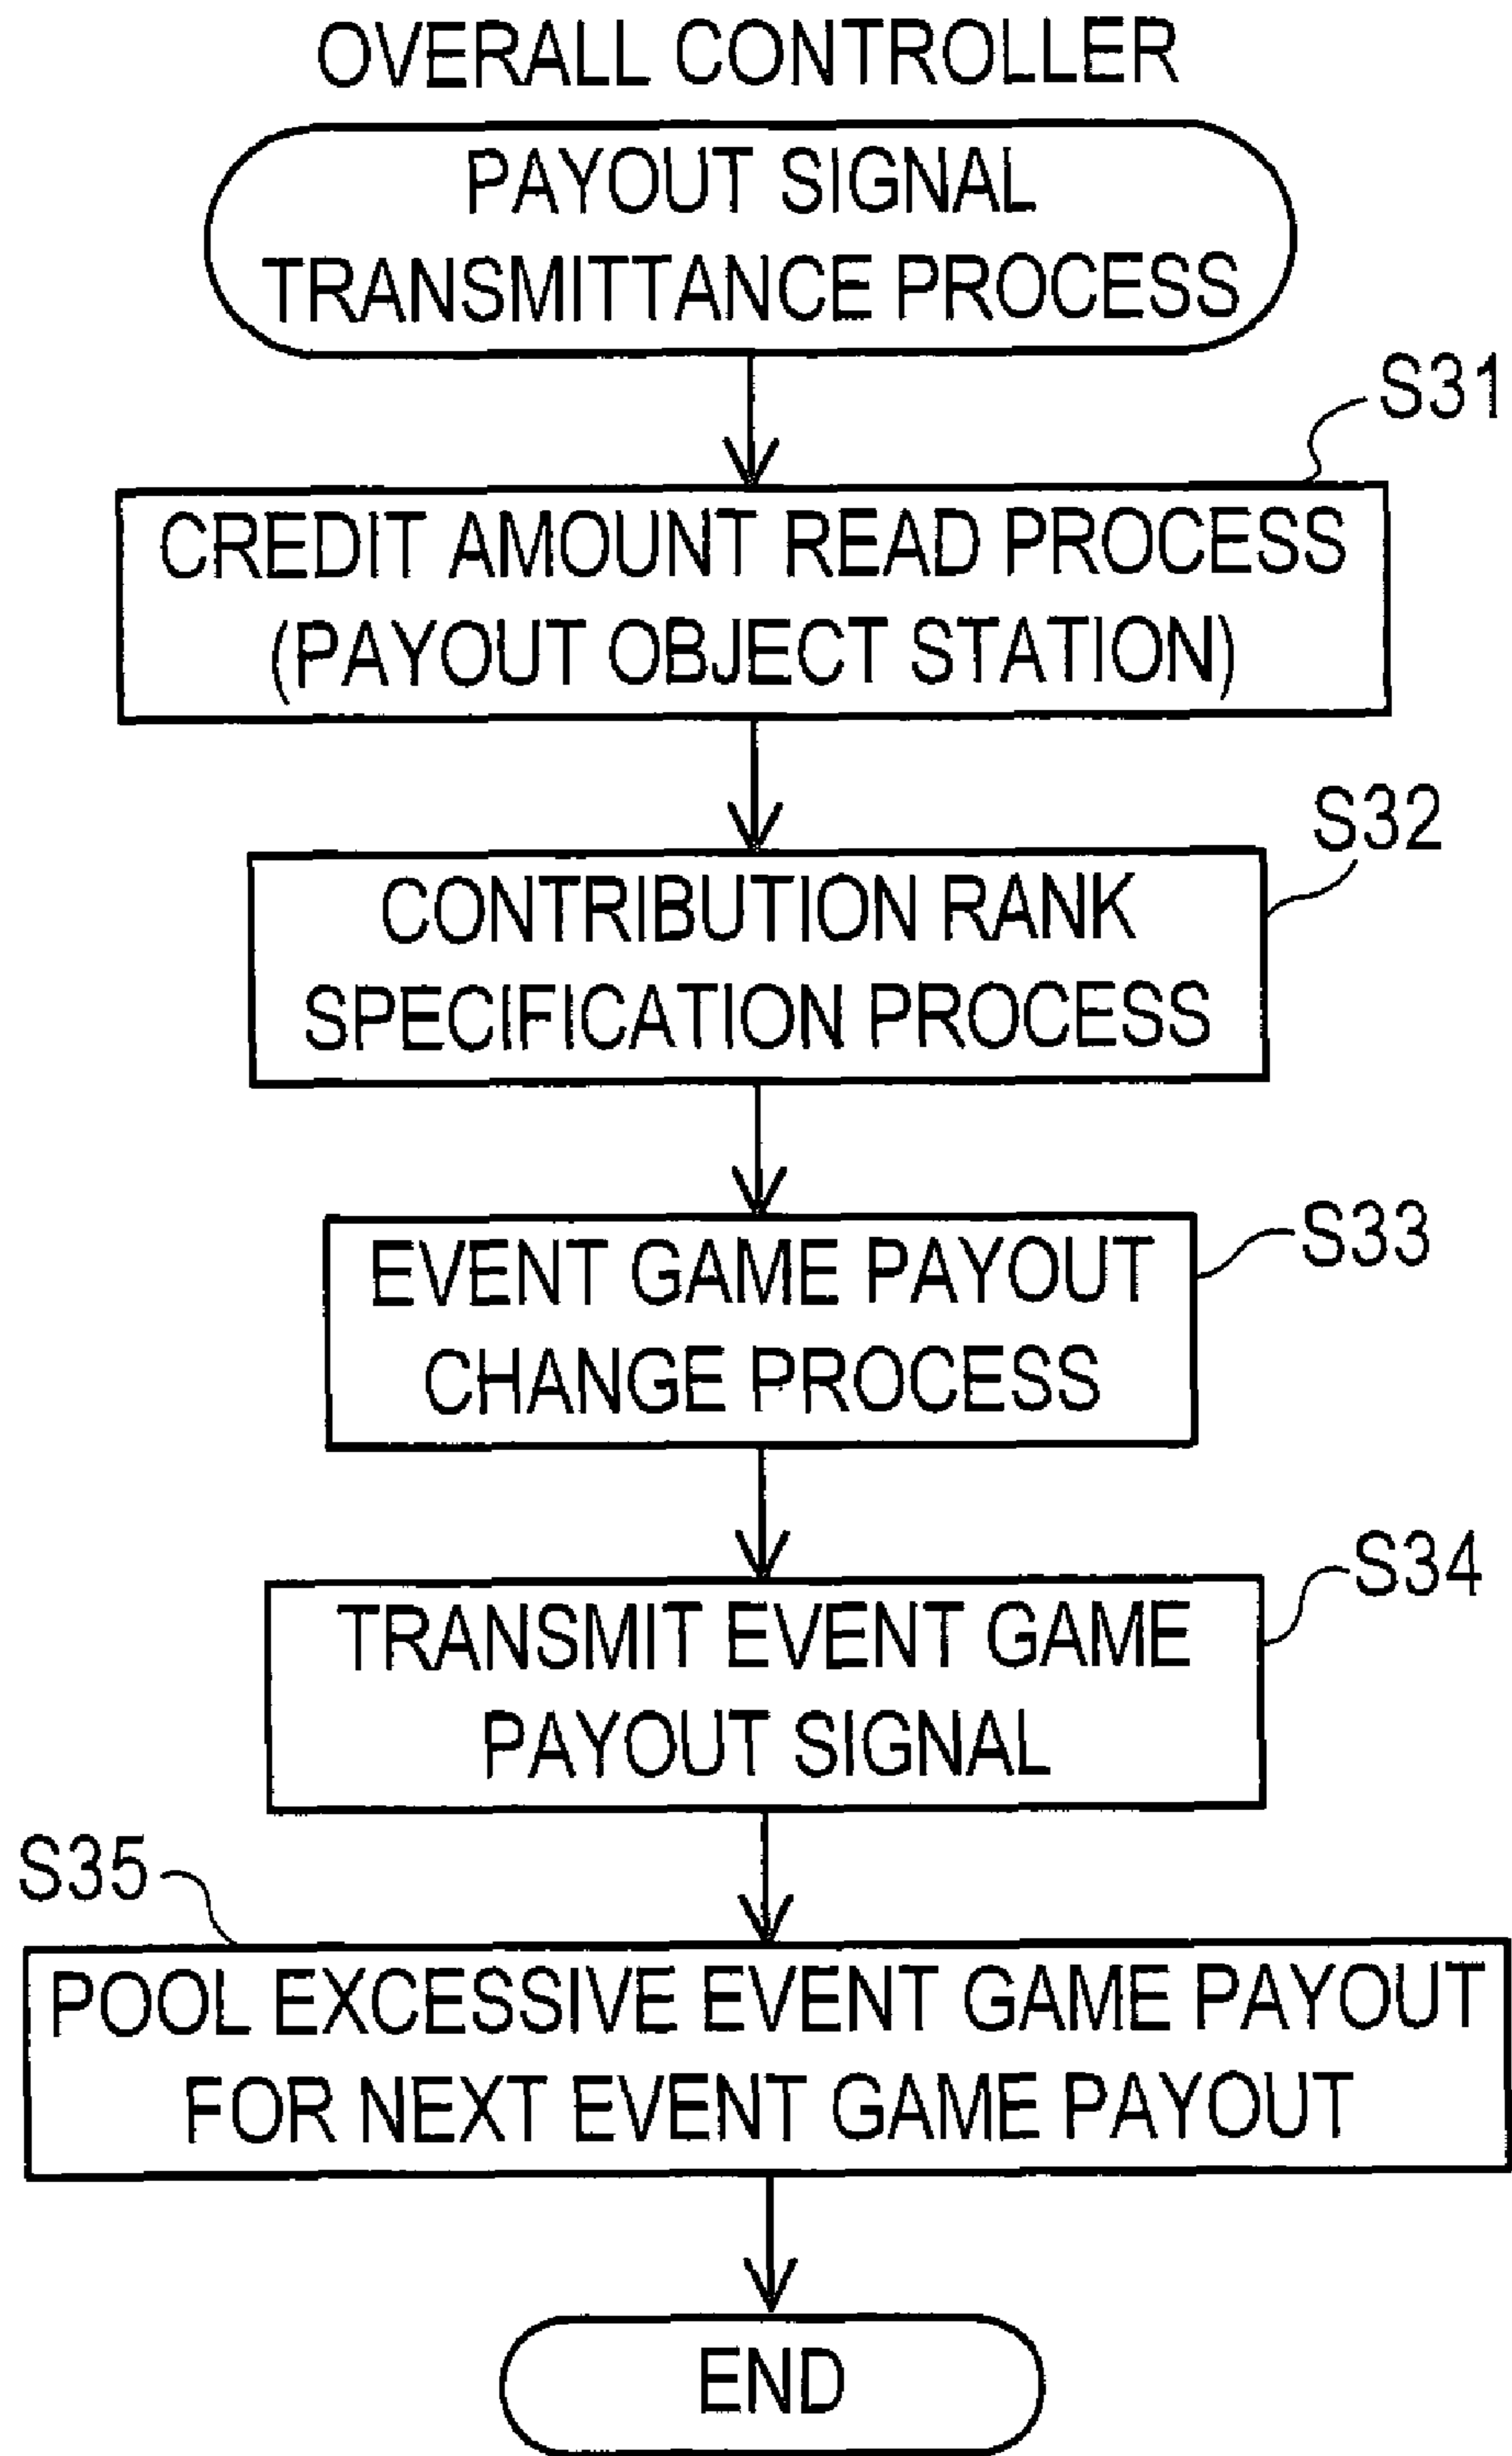 OVERALL CONTROLLER
PAYOUT SIGNAL
TRANSMITTANCE PROCESS
S31
CREDIT AMOUNT READ PROCESS
(PAYOUT OBJECT STATION)
S32
CONTRIBUTION RANK
SPECIFICATION PROCESS
S33
EVENT GAME PAYOUT
CHANGE PROCESS
S34
TRANSMIT EVENT GAME
PAYOUT SIGNAL
S35
POOL EXCESSIVE EVENT GAME PAYOUT
FOR NEXT EVENT GAME PAYOUT
END